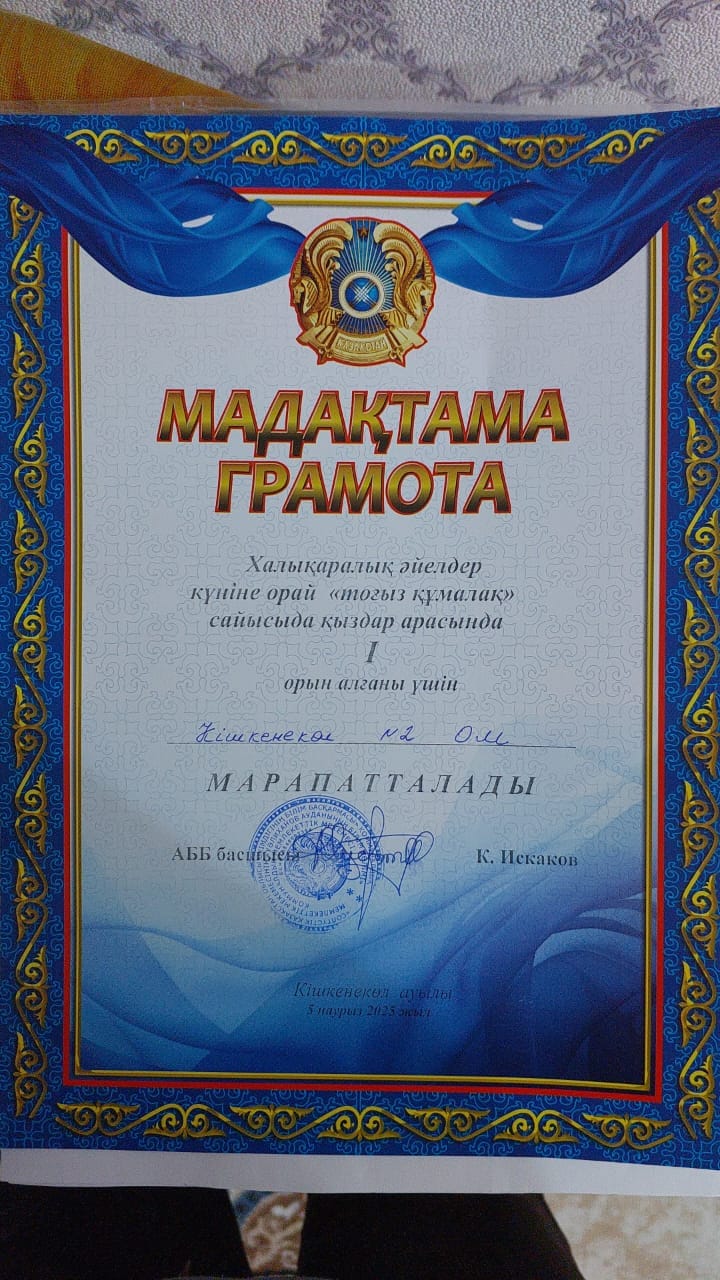 ҚАЗАҚСТАН
МАДАҚТАМА
ГРАМОТА
Халықаралық әйелдер
күніне орай «тоғыз құмалақ»
сайысыда қыздар арасында
I
орын алғаны үшін
Кішкенекөл №2 ОМ
МАРАПАТТАЛАДЫ
АББ басшысы К. Искаков
Кішкенекөл ауылы
5 наурыз 2025 жыл